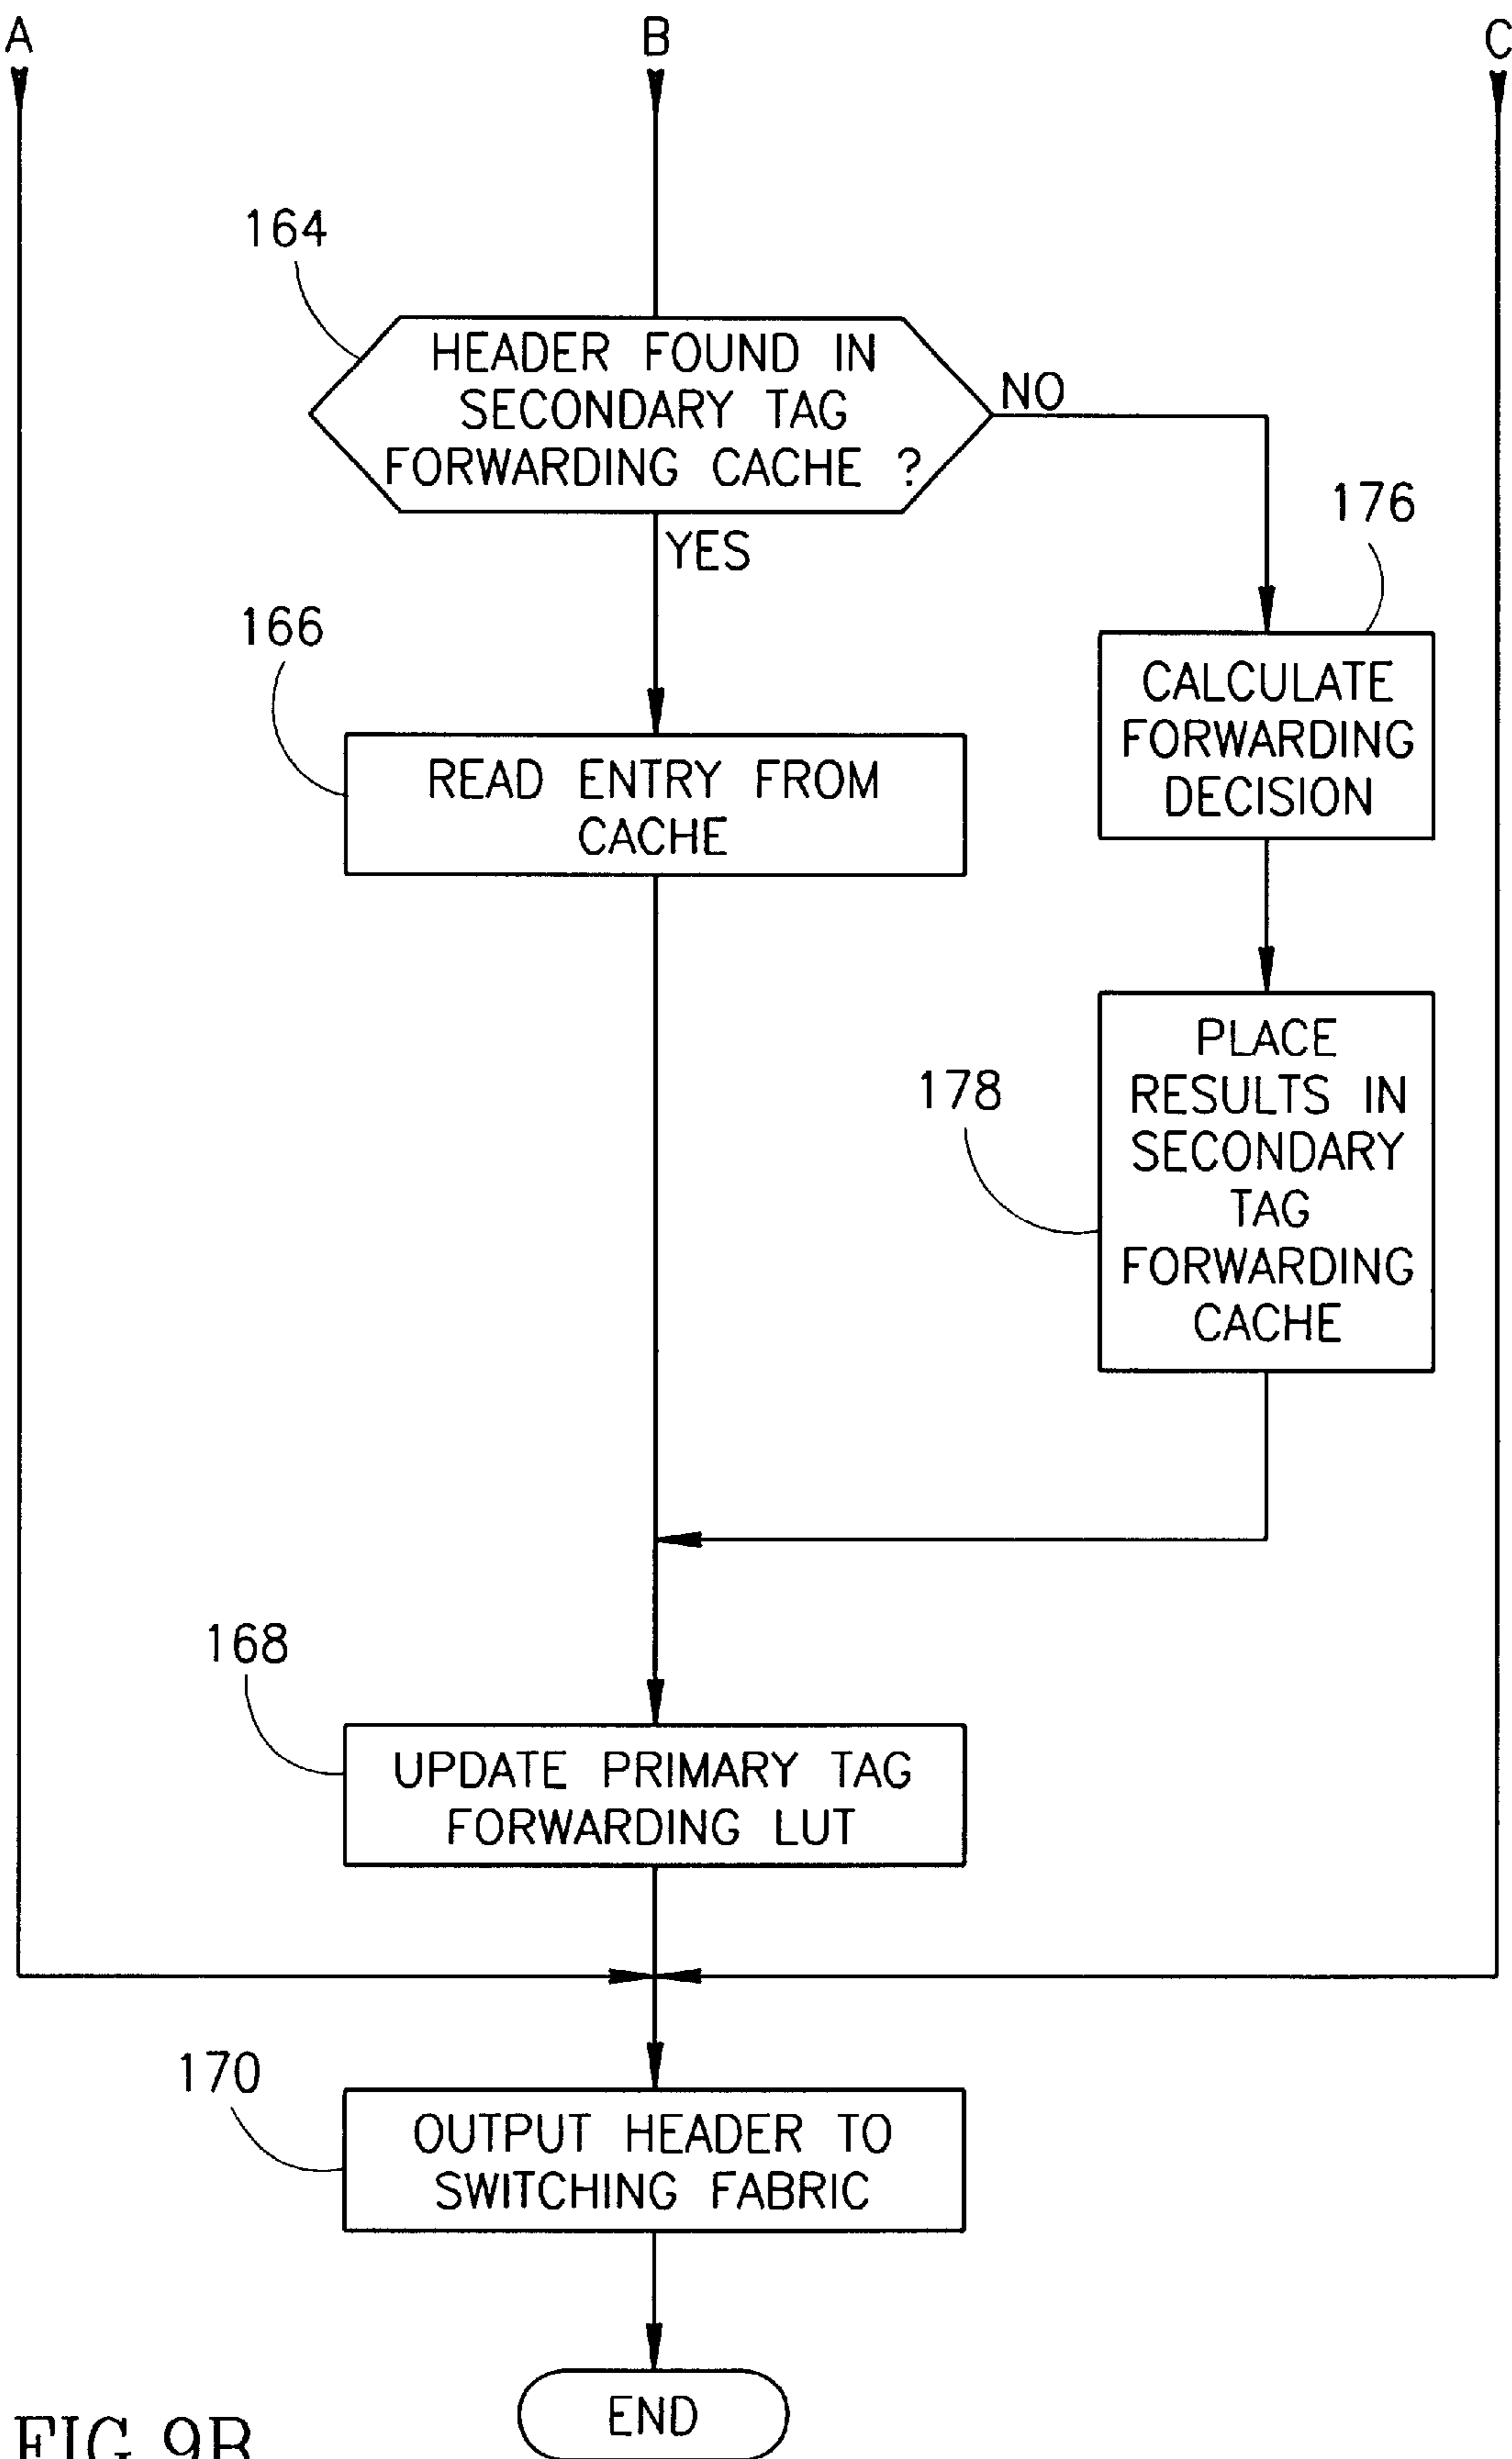 A
B
C
164
HEADER FOUND IN
SECONDARY TAG
FORWARDING CACHE ?
NO
YES
176
CALCULATE
FORWARDING
DECISION
166
READ ENTRY FROM
CACHE
178
PLACE
RESULTS IN
SECONDARY
TAG
FORWARDING
CACHE
168
UPDATE PRIMARY TAG
FORWARDING LUT
170
OUTPUT HEADER TO
SWITCHING FABRIC
END
FIG.9B